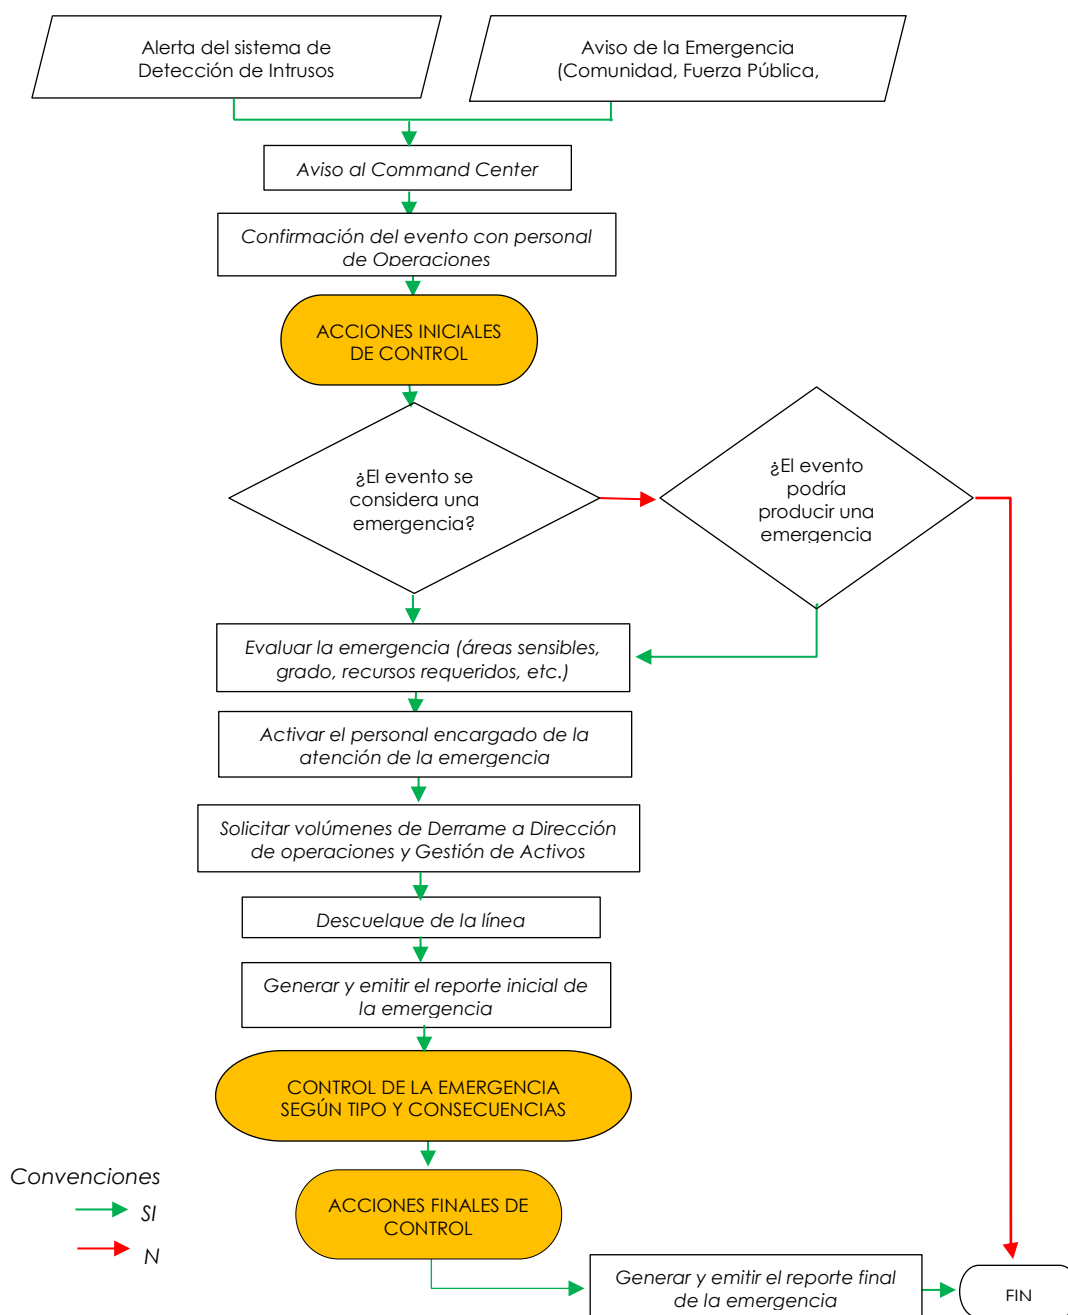 Alerta del sistema de
Detección de Intrusos
Aviso de la Emergencia
(Comunidad, Fuerza Pública,
Aviso al Command Center
Confirmación del evento con personal
de Operaciones
ACCIONES INICIALES
DE CONTROL
¿El evento se
considera una
emergencia?
¿El evento
podría
producir una
emergencia
Evaluar la emergencia (áreas sensibles,
grado, recursos requeridos, etc.)
Activar el personal encargado de la
atención de la emergencia
Solicitar volúmenes de Derrame a Dirección
de operaciones y Gestión de Activos
Descuelgue de la línea
Generar y emitir el reporte inicial de
la emergencia
CONTROL DE LA EMERGENCIA
SEGÚN TIPO Y CONSECUENCIAS
Convenciones
SI
N
ACCIONES FINALES DE
CONTROL
Generar y emitir el reporte final
de la emergencia
FIN